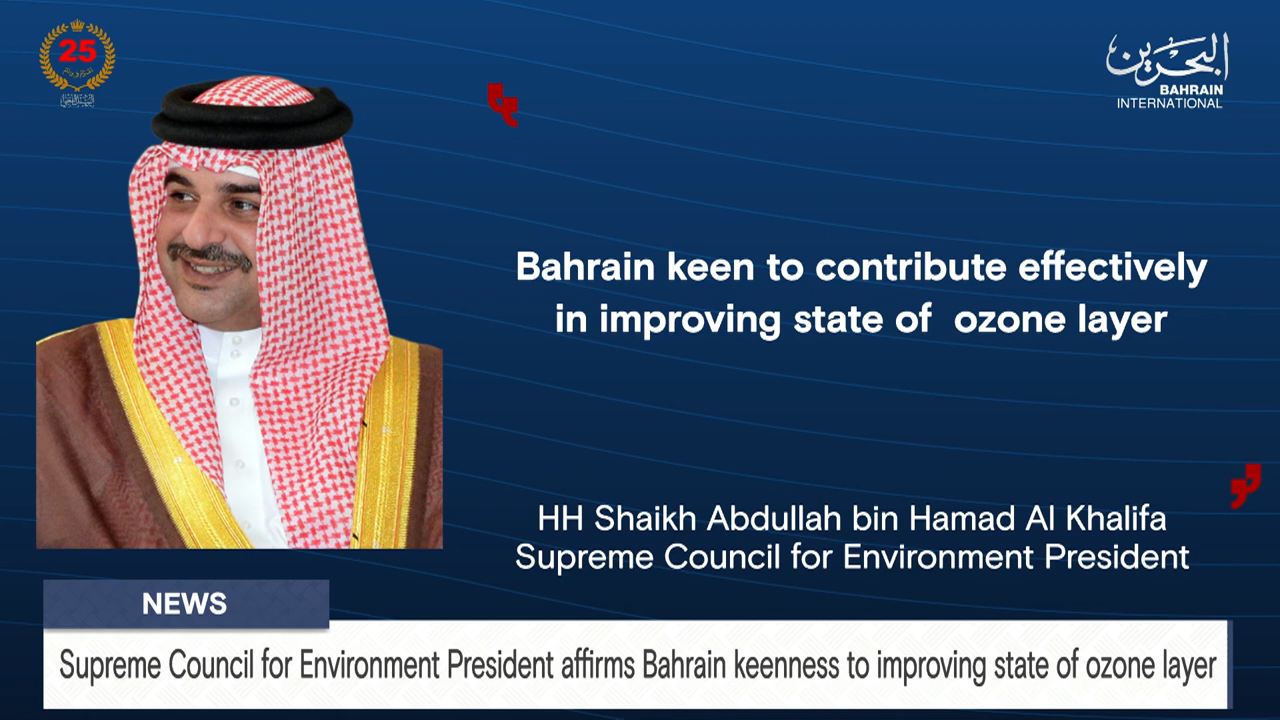 25
البحرين
BAHRAIN
INTERNATIONAL
Bahrain keen to contribute effectively
in improving state of ozone layer
HH Shaikh Abdullah bin Hamad Al Khalifa
Supreme Council for Environment President
NEWS
Supreme Council for Environment President affirms Bahrain keenness to improving state of ozone layer